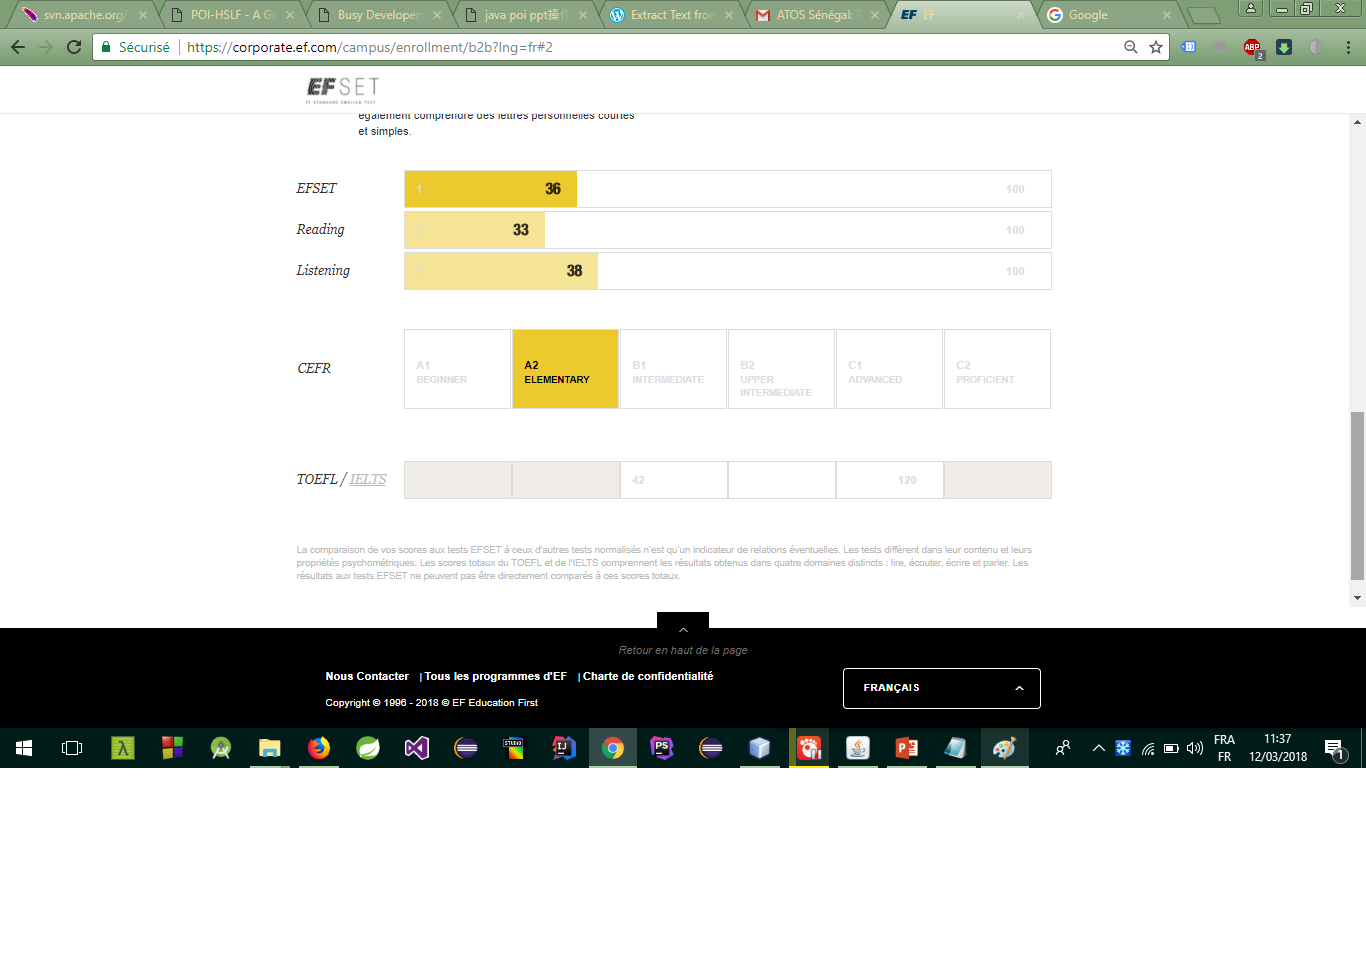 svn.apache.org/
POI-HSLF - A Gu
Busy Developer
java poi ppt操作
Extract Text from
ATOS Sénégal: T
EF EF
Google
Sécurisé
https://corporate.ef.com/campus/enrollment/b2b?lng=fr#2
ABP
2
EFSET
EF STANDARD ENGLISH TEST
également comprendre des lettres personnelles courtes
et simples.
EFSET
1
36
100
Reading
33
100
Listening
38
100
CEFR
A1
BEGINNER
A2
ELEMENTARY
B1
INTERMEDIATE
B2
UPPER
INTERMEDIATE
C1
ADVANCED
C2
PROFICIENT
TOEFL / IELTS
42
120
La comparaison de vos scores aux tests EFSET à ceux d'autres tests normalisés n'est qu'un indicateur de relations éventuelles. Les tests diffèrent dans leur contenu et leurs
propriétés psychométriques. Les scores totaux du TOEFL et de l'IELTS comprennent les résultats obtenus dans quatre domaines distincts : lire, écouter, écrire et parler. Les
résultats aux tests EFSET ne peuvent pas être directement comparés à ces scores totaux.
Retour en haut de la page
Nous Contacter | Tous les programmes d'EF | Charte de confidentialité
Copyright © 1996 - 2018 © EF Education First
FRANÇAIS
STUDIO
IJ
PS
FRA
FR
11:37
12/03/2018
1